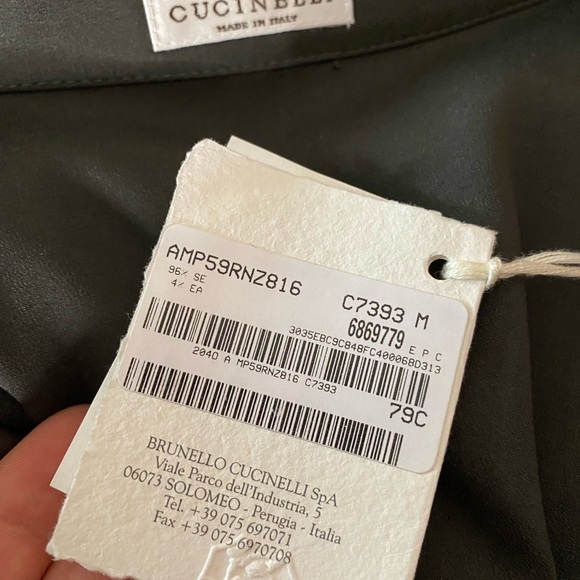 CUCINELLI
MADE IN ITALY
AMP59RNZ816 C7393 M
96% SE
4% EA
6869779 E P C
3035EBC9C848FC40006BD313
2040 A MP59RNZ816 C7393
79C
BRUNELLO CUCINELLI SpA
Viale Parco dell'Industria, 5
06073 SOLOMEO - Perugia - Italia
Tel. +39 075 697071
Fax +39 075 6970708